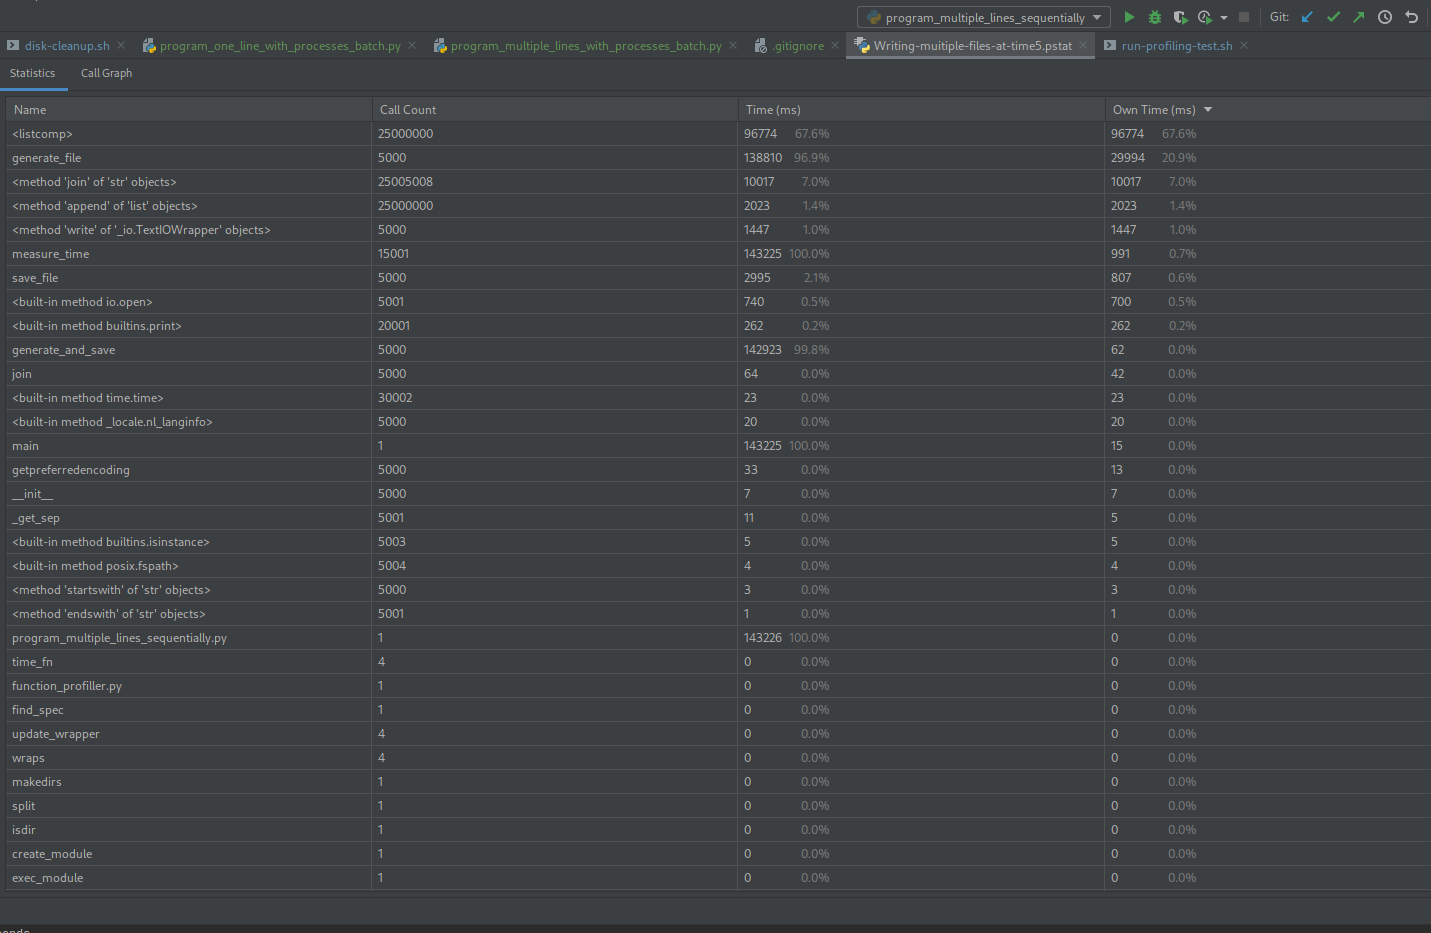 program_multiple_lines_sequentially Git:
disk-cleanup.sh program_one_line_with_processes_batch.py program_multiple_lines_with_processes_batch.py .gitignore Writing-muitiple-files-at-time5.pstat run-profiling-test.sh
Statistics Call Graph
Name Call Count Time (ms) Own Time (ms)
<listcomp> 25000000 96774 67.6% 96774 67.6%
generate_file 5000 138810 96.9% 29994 20.9%
<method 'join' of 'str' objects> 25005008 10017 7.0% 10017 7.0%
<method 'append' of 'list' objects> 25000000 2023 1.4% 2023 1.4%
<method 'write' of '_io.TextIOWrapper' objects> 5000 1447 1.0% 1447 1.0%
measure_time 15001 143225 100.0% 991 0.7%
save_file 5000 2995 2.1% 807 0.6%
<built-in method io.open> 5001 740 0.5% 700 0.5%
<built-in method builtins.print> 20001 262 0.2% 262 0.2%
generate_and_save 5000 142923 99.8% 62 0.0%
join 5000 64 0.0% 42 0.0%
<built-in method time.time> 30002 23 0.0% 23 0.0%
<built-in method _locale.nl_langinfo> 5000 20 0.0% 20 0.0%
main 1 143225 100.0% 15 0.0%
getpreferredencoding 5000 33 0.0% 13 0.0%
__init__ 5000 7 0.0% 7 0.0%
_get_sep 5001 11 0.0% 5 0.0%
<built-in method builtins.isinstance> 5003 5 0.0% 5 0.0%
<built-in method posix.fspath> 5004 4 0.0% 4 0.0%
<method 'startswith' of 'str' objects> 5000 3 0.0% 3 0.0%
<method 'endswith' of 'str' objects> 5001 1 0.0% 1 0.0%
program_multiple_lines_sequentially.py 1 143226 100.0% 0 0.0%
time_fn 4 0 0.0% 0 0.0%
function_profiller.py 1 0 0.0% 0 0.0%
find_spec 1 0 0.0% 0 0.0%
update_wrapper 4 0 0.0% 0 0.0%
wraps 4 0 0.0% 0 0.0%
makedirs 1 0 0.0% 0 0.0%
split 1 0 0.0% 0 0.0%
isdir 1 0 0.0% 0 0.0%
create_module 1 0 0.0% 0 0.0%
exec_module 1 0 0.0% 0 0.0%